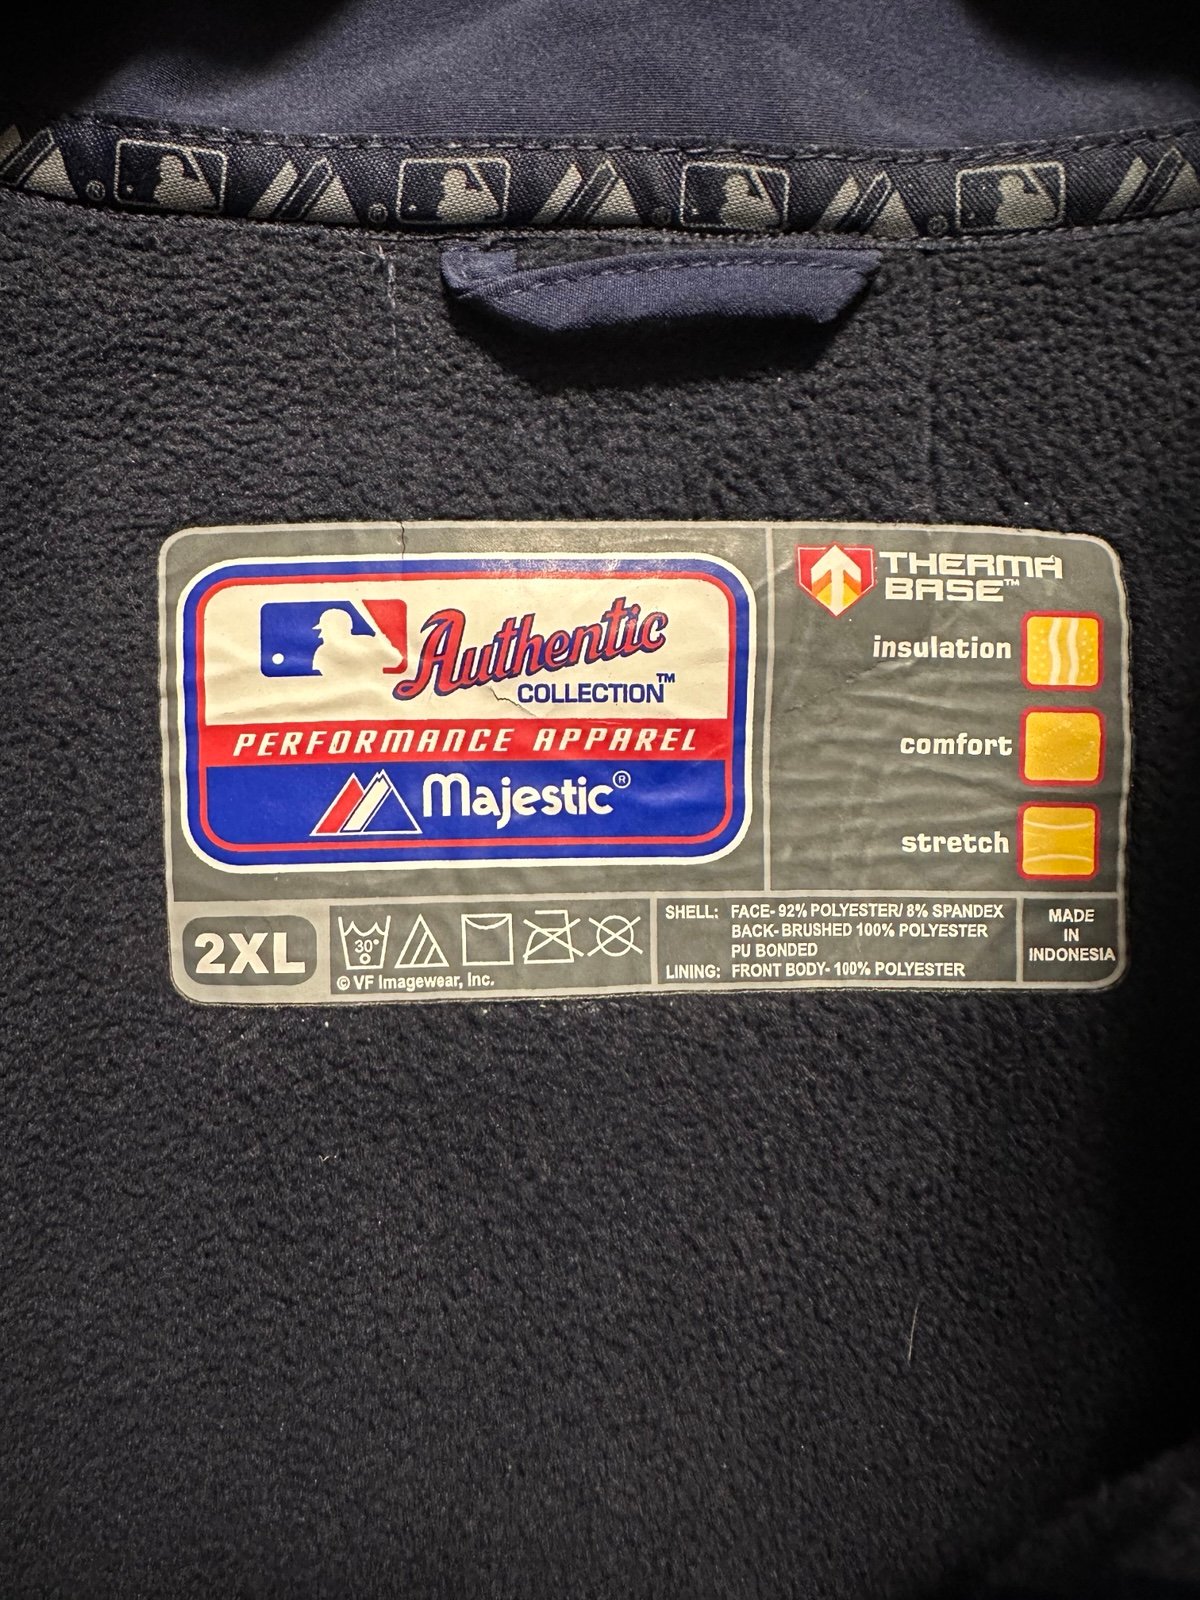 Authentic
COLLECTION™
PERFORMANCE APPAREL
Majestic®
THERMA
BASE™
insulation
comfort
stretch
2XL
30°
© VF Imagewear, Inc.
SHELL: FACE- 92% POLYESTER/ 8% SPANDEX
BACK- BRUSHED 100% POLYESTER
PU BONDED
LINING: FRONT BODY- 100% POLYESTER
MADE
IN
INDONESIA